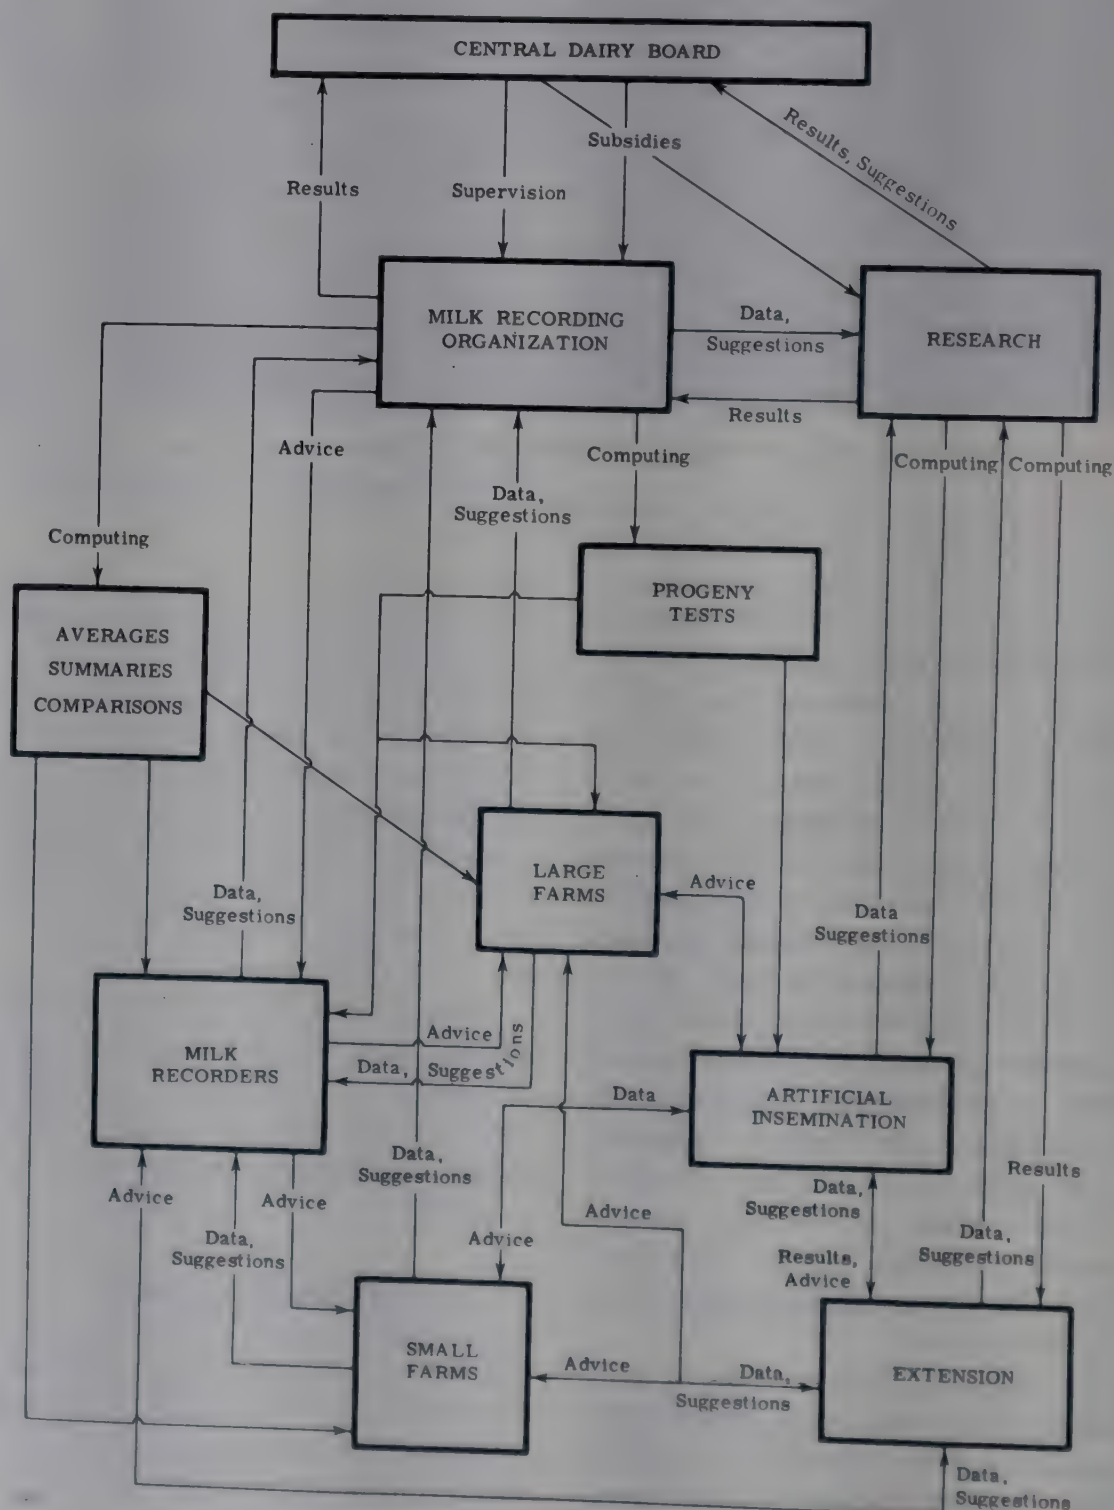 CENTRAL DAIRY BOARD
Subsidies
Results, Suggestions
Results
Supervision
MILK RECORDING
ORGANIZATION
Data,
Suggestions
RESEARCH
Results
Advice
Computing
Computing
Computing
Data,
Suggestions
Computing
PROGENY
TESTS
AVERAGES
SUMMARIES
COMPARISONS
LARGE
FARMS
Advice
Data,
Suggestions
Data
Suggestions
MILK
RECORDERS
Advice
Data, Suggestions
ARTIFICIAL
INSEMINATION
Data
Data,
Suggestions
Advice
Advice
Data,
Suggestions
Advice
Advice
Data,
Suggestions
Results
Results,
Advice
Data,
Suggestions
SMALL
FARMS
Advice
Data,
Suggestions
EXTENSION
Data,
Suggestions